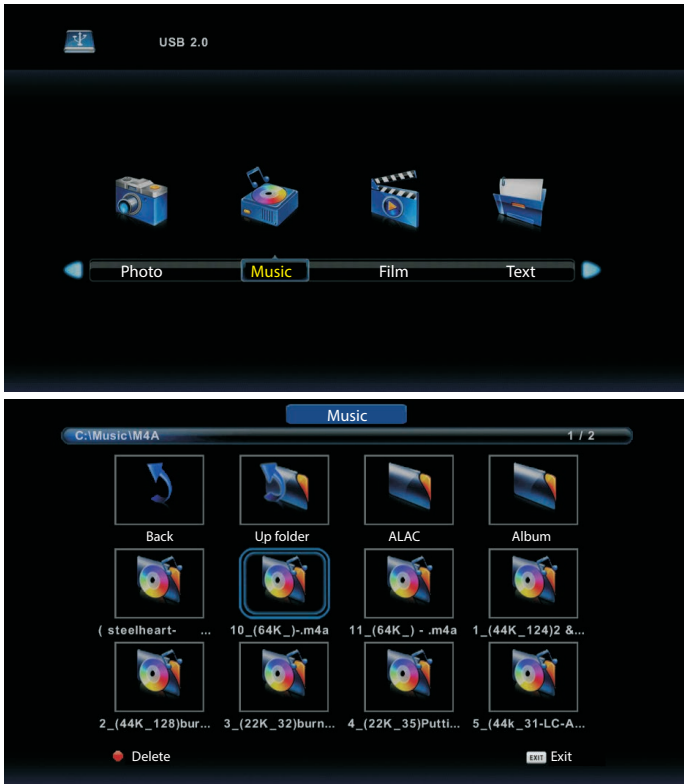 USB 2.0
Photo Music Film Text
Music
C:\Music\M4A 1 / 2
Back Up folder ALAC Album
( steelheart- ... 10_(64K_)-.m4a 11_(64K_) - .m4a 1_(44K_124)2 &...
2_(44K_128)bur... 3_(22K_32)burn... 4_(22K_35)Putti... 5_(44k_31-LC-A...
Delete EXIT Exit